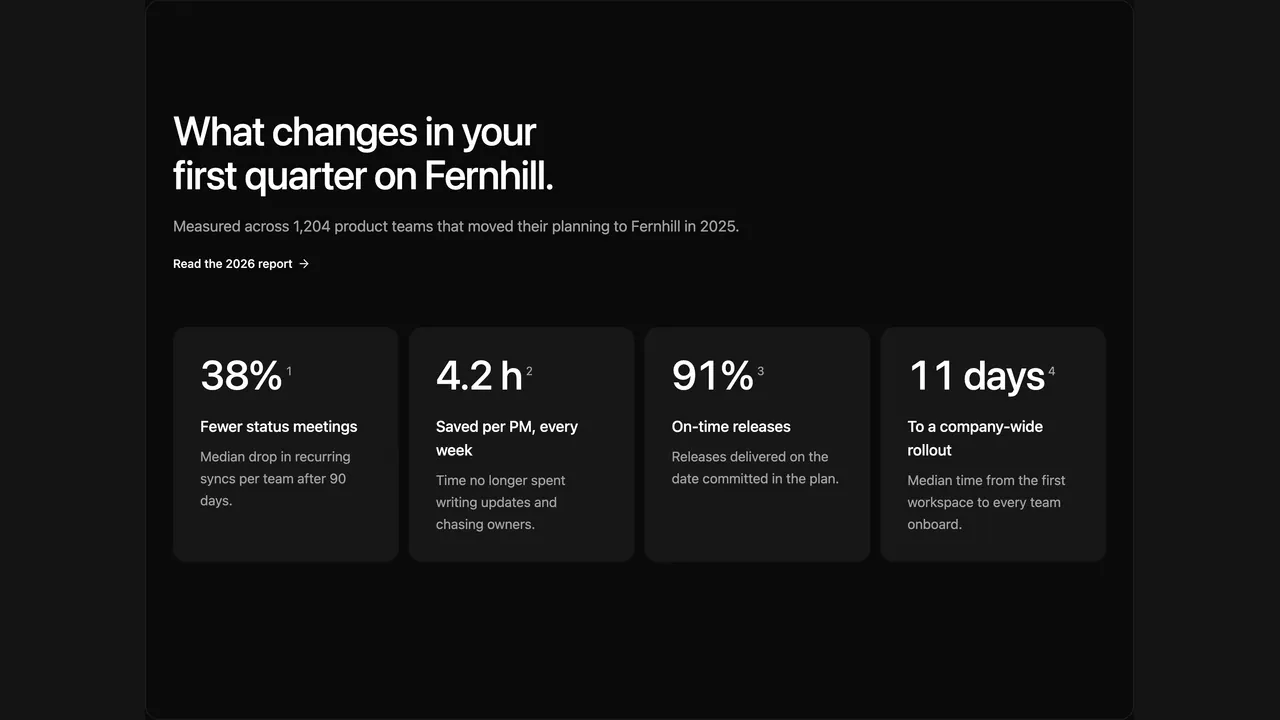 What changes in your
first quarter on Fernhill.
Measured across 1,204 product teams that moved their planning to Fernhill in 2025.
Read the 2026 report →
38% 1
Fewer status meetings
Median drop in recurring
syncs per team after 90
days.
4.2 h 2
Saved per PM, every
week
Time no longer spent
writing updates and
chasing owners.
91% 3
On-time releases
Releases delivered on the
date committed in the plan.
11 days 4
To a company-wide
rollout
Median time from the first
workspace to every team
onboard.